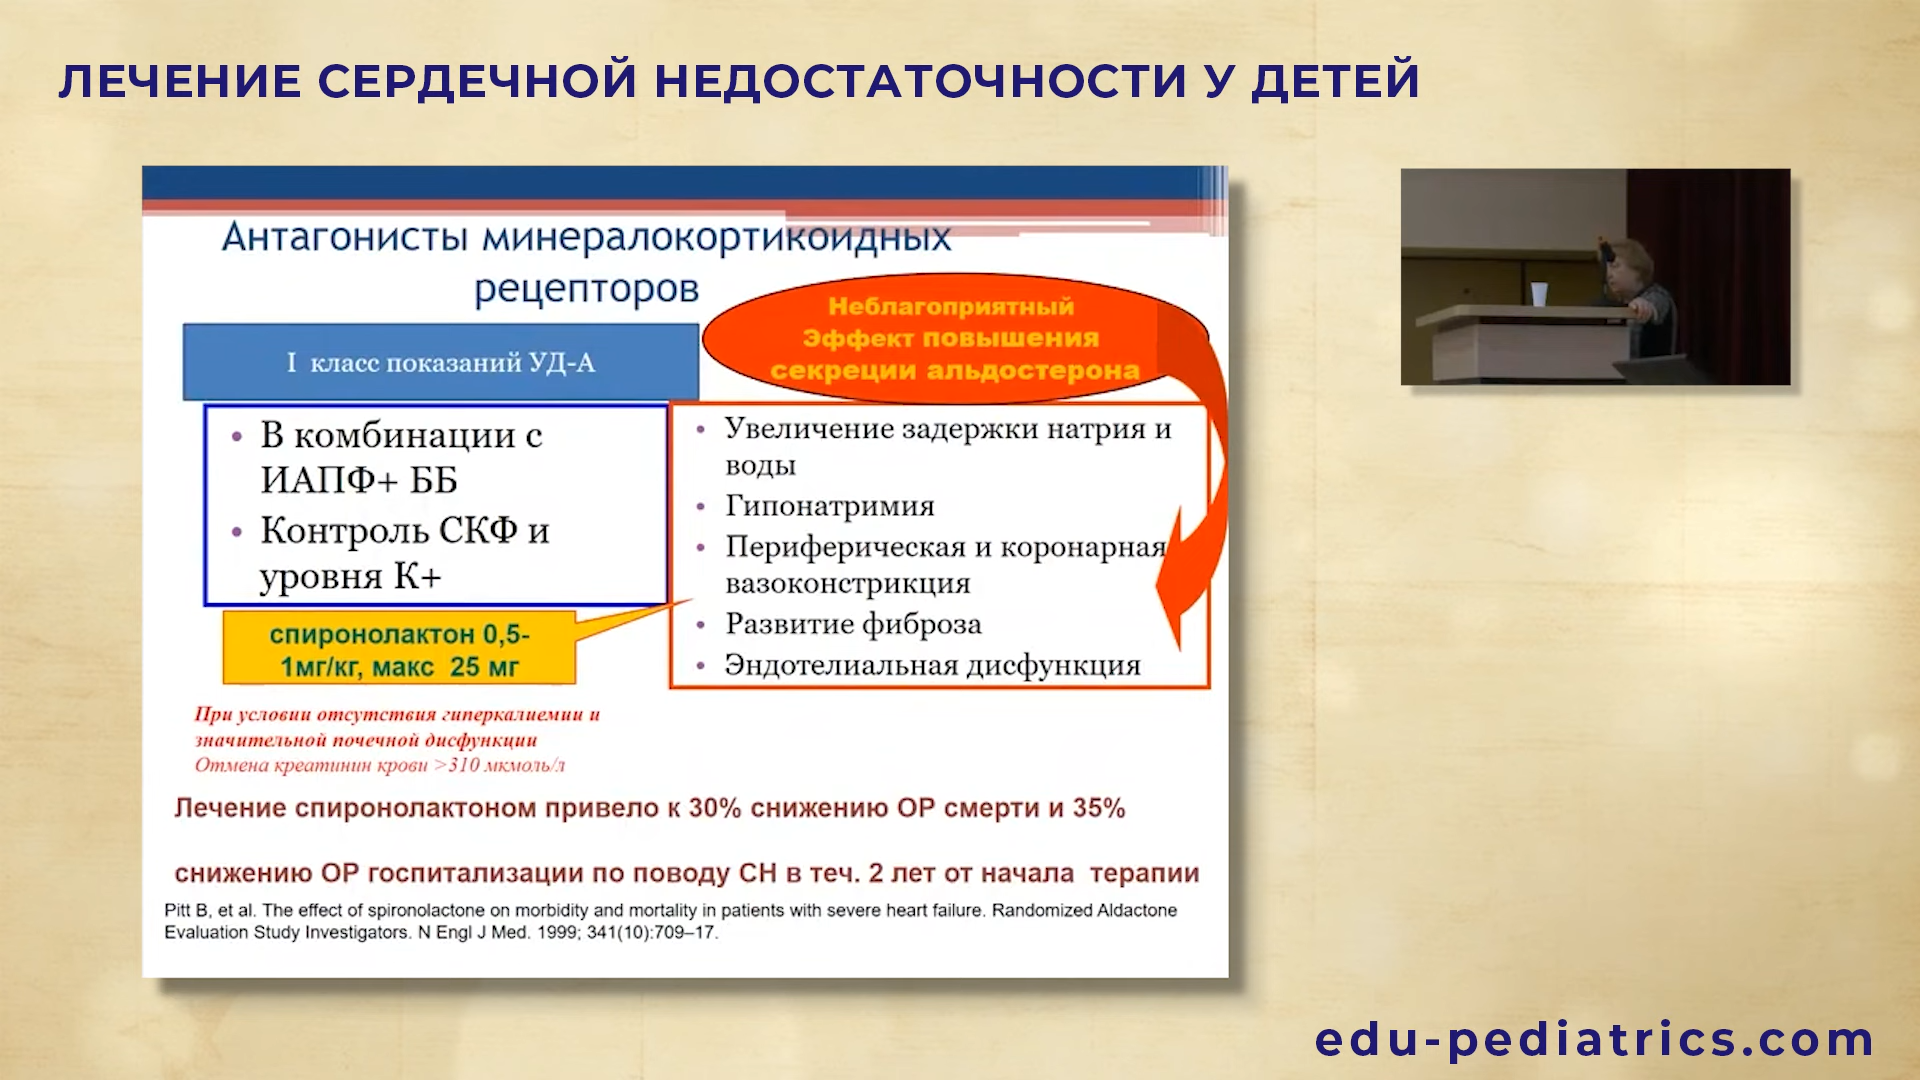 ЛЕЧЕНИЕ СЕРДЕЧНОЙ НЕДОСТАТОЧНОСТИ У ДЕТЕЙ
Антагонисты минералокортикоидных
рецепторов
I класс показаний УД-А
• В комбинации с
ИАПФ+ ББ
• Контроль СКФ и
уровня К+
спиронолактон 0,5-
1мг/кг, макс 25 мг
При условии отсутствия гиперкалиемии и
значительной почечной дисфункции
Отмена креатинин крови >310 мкмоль/л
Неблагоприятный
Эффект повышения
секреции альдостерона
• Увеличение задержки натрия и
воды
• Гипонатримия
• Периферическая и коронарная
вазоконстрикция
• Развитие фиброза
• Эндотелиальная дисфункция
Лечение спиронолактоном привело к 30% снижению ОР смерти и 35%
снижению ОР госпитализации по поводу СН в теч. 2 лет от начала терапии
Pitt B, et al. The effect of spironolactone on morbidity and mortality in patients with severe heart failure. Randomized Aldactone
Evaluation Study Investigators. N Engl J Med. 1999; 341(10):709–17.
edu-pediatrics.com